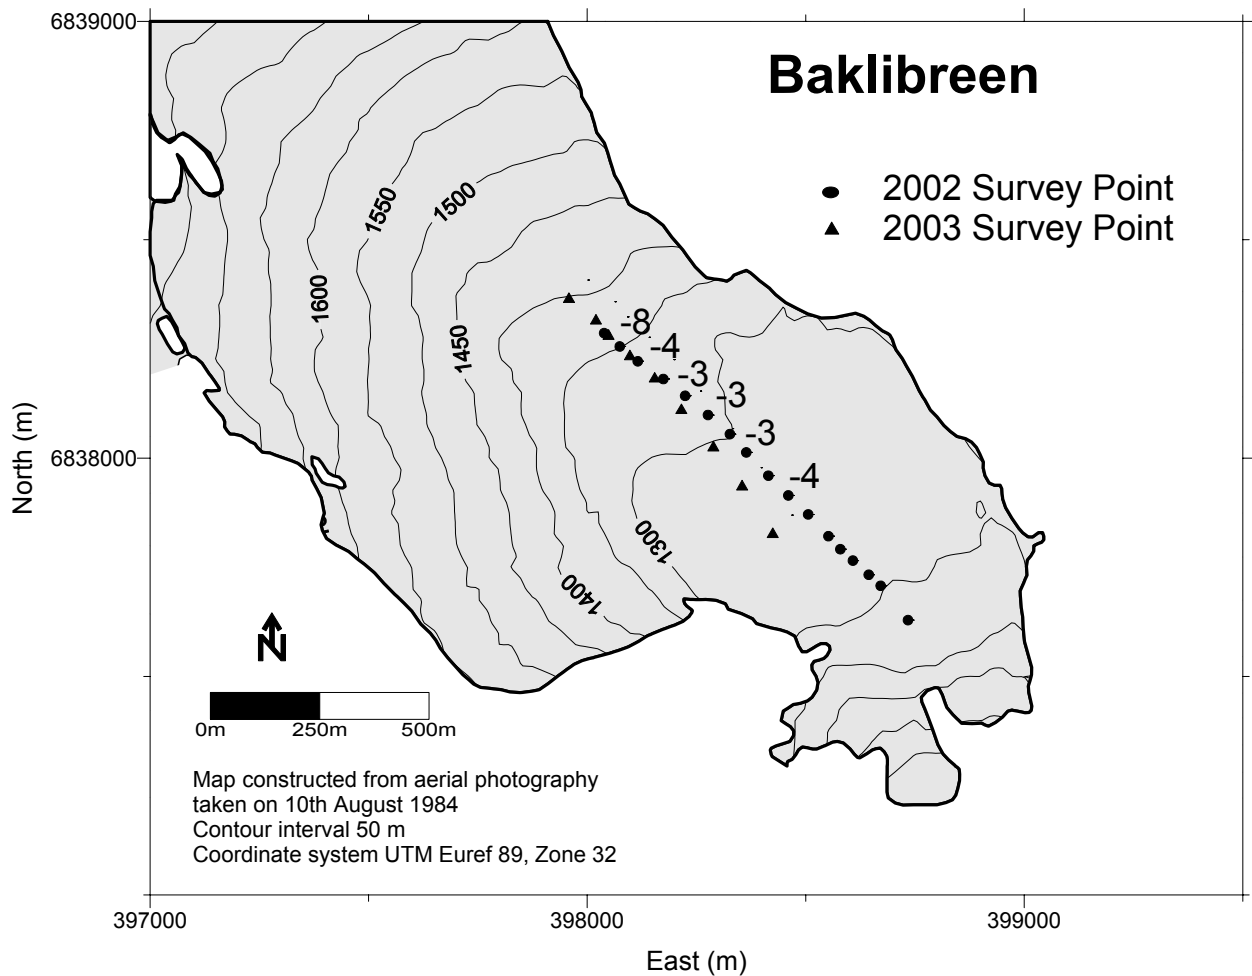 6839000
Baklibreen
2002 Survey Point
2003 Survey Point
1550
1500
1600
1450
-8
-4
-3
-3
-3
-4
6838000
North (m)
1300
1400
N
0m 250m 500m
Map constructed from aerial photography
taken on 10th August 1984
Contour interval 50 m
Coordinate system UTM Euref 89, Zone 32
397000 398000 399000
East (m)